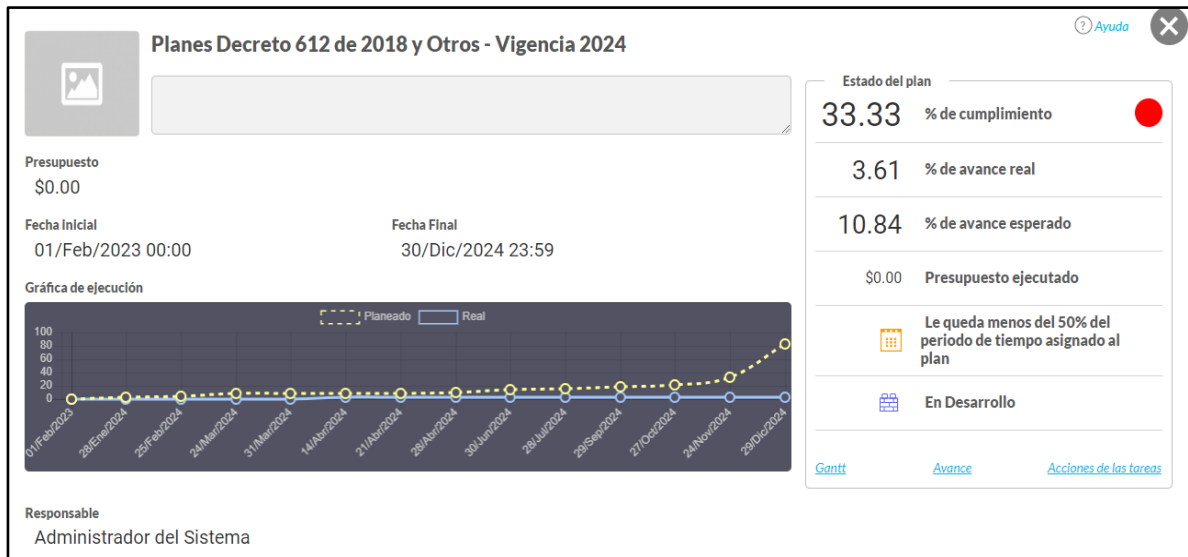 Ayuda
Planes Decreto 612 de 2018 y Otros - Vigencia 2024
Presupuesto
$0.00
Fecha inicial
01/Feb/2023 00:00
Fecha Final
30/Dic/2024 23:59
Gráfica de ejecución
Planeado
Real
100
80
60
40
20
0
01/Feb/2023
28/Ene/2024
25/Feb/2024
24/Mar/2024
31/Mar/2024
14/Abr/2024
21/Abr/2024
28/Abr/2024
30/Jun/2024
28/Jul/2024
29/Sep/2024
27/Oct/2024
24/Nov/2024
29/Dic/2024
Responsable
Administrador del Sistema
Estado del plan
33.33 % de cumplimiento
3.61 % de avance real
10.84 % de avance esperado
$0.00 Presupuesto ejecutado
Le queda menos del 50% del
periodo de tiempo asignado al
plan
En Desarrollo
Gantt
Avance
Acciones de las tareas